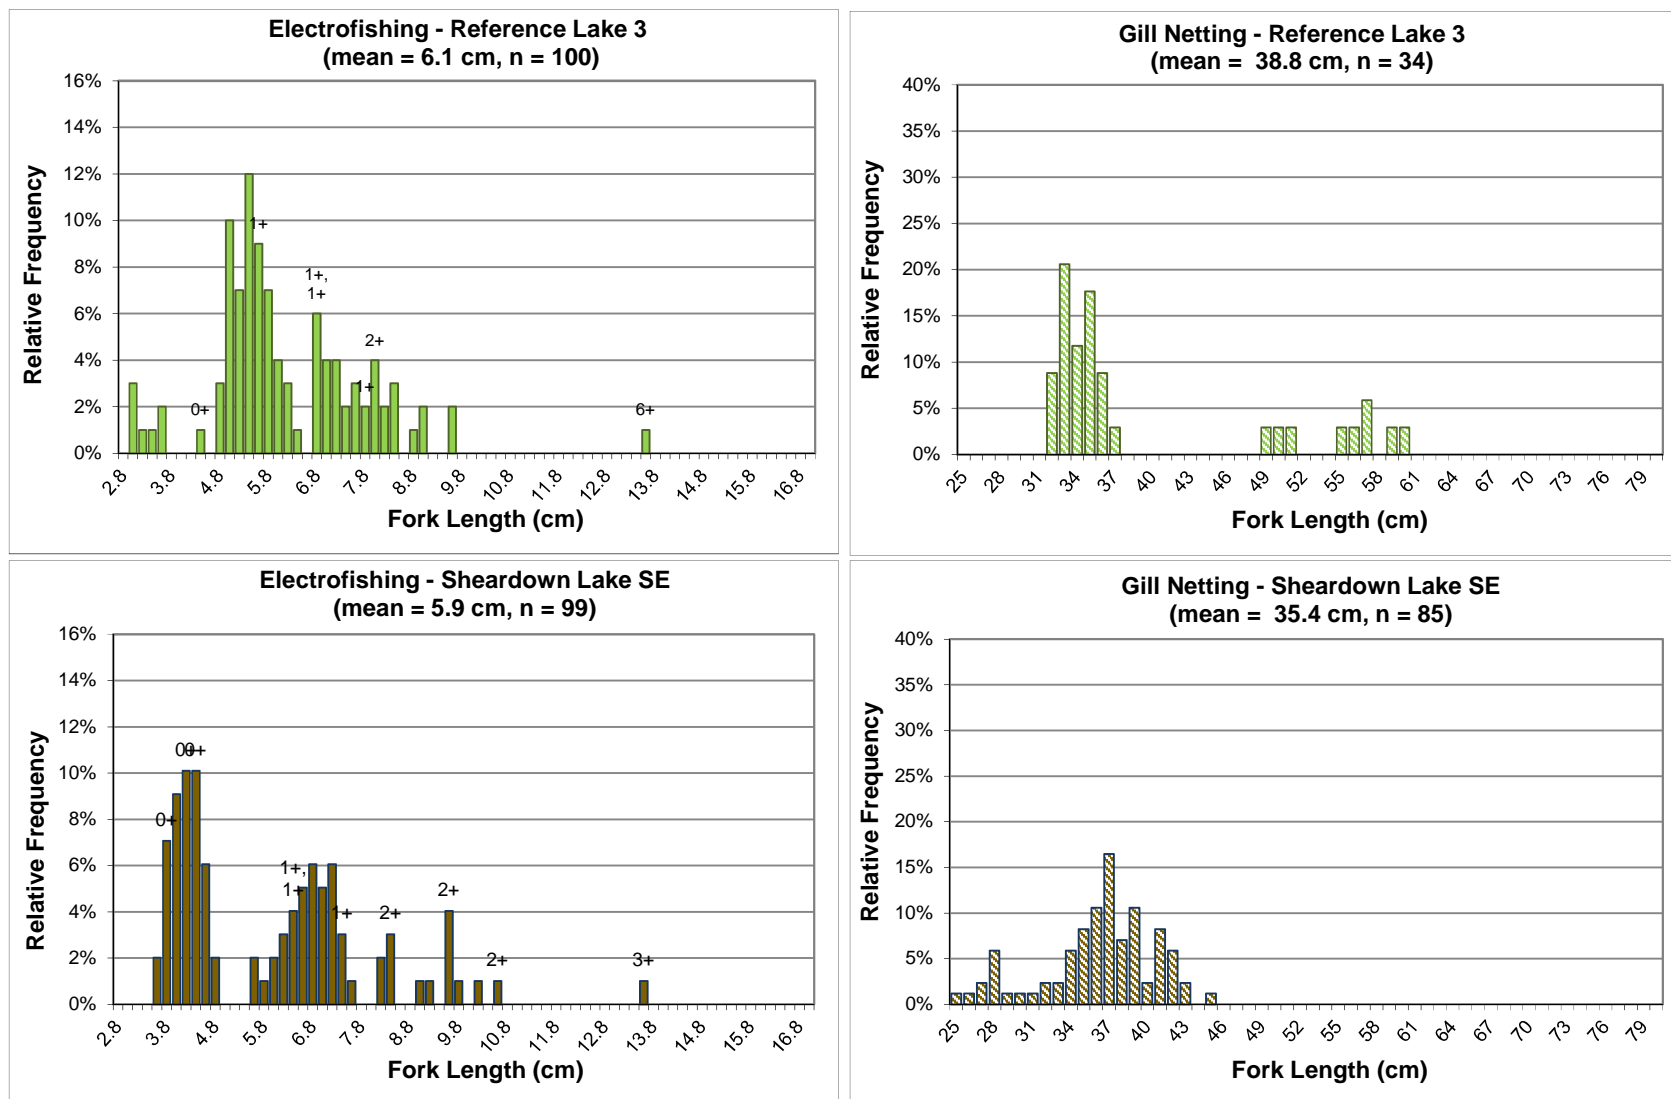 Electrofishing - Reference Lake 3
(mean = 6.1 cm, n = 100)
16%
14%
12%
10%
8%
6%
4%
2%
0%
Relative Frequency
0+
1+
1+,
1+
1+
2+
6+
2.8 3.8 4.8 5.8 6.8 7.8 8.8 9.8 10.8 11.8 12.8 13.8 14.8 15.8 16.8
Fork Length (cm)
Gill Netting - Reference Lake 3
(mean = 38.8 cm, n = 34)
40%
35%
30%
25%
20%
15%
10%
5%
0%
Relative Frequency
25 28 31 34 37 40 43 46 49 52 55 58 61 64 67 70 73 76 79
Fork Length (cm)
Electrofishing - Sheardown Lake SE
(mean = 5.9 cm, n = 99)
16%
14%
12%
10%
8%
6%
4%
2%
0%
Relative Frequency
0+
0+
0+
1+,
1+
1+
2+
2+
2+
3+
2.8 3.8 4.8 5.8 6.8 7.8 8.8 9.8 10.8 11.8 12.8 13.8 14.8 15.8 16.8
Fork Length (cm)
Gill Netting - Sheardown Lake SE
(mean = 35.4 cm, n = 85)
40%
35%
30%
25%
20%
15%
10%
5%
0%
Relative Frequency
25 28 31 34 37 40 43 46 49 52 55 58 61 64 67 70 73 76 79
Fork Length (cm)